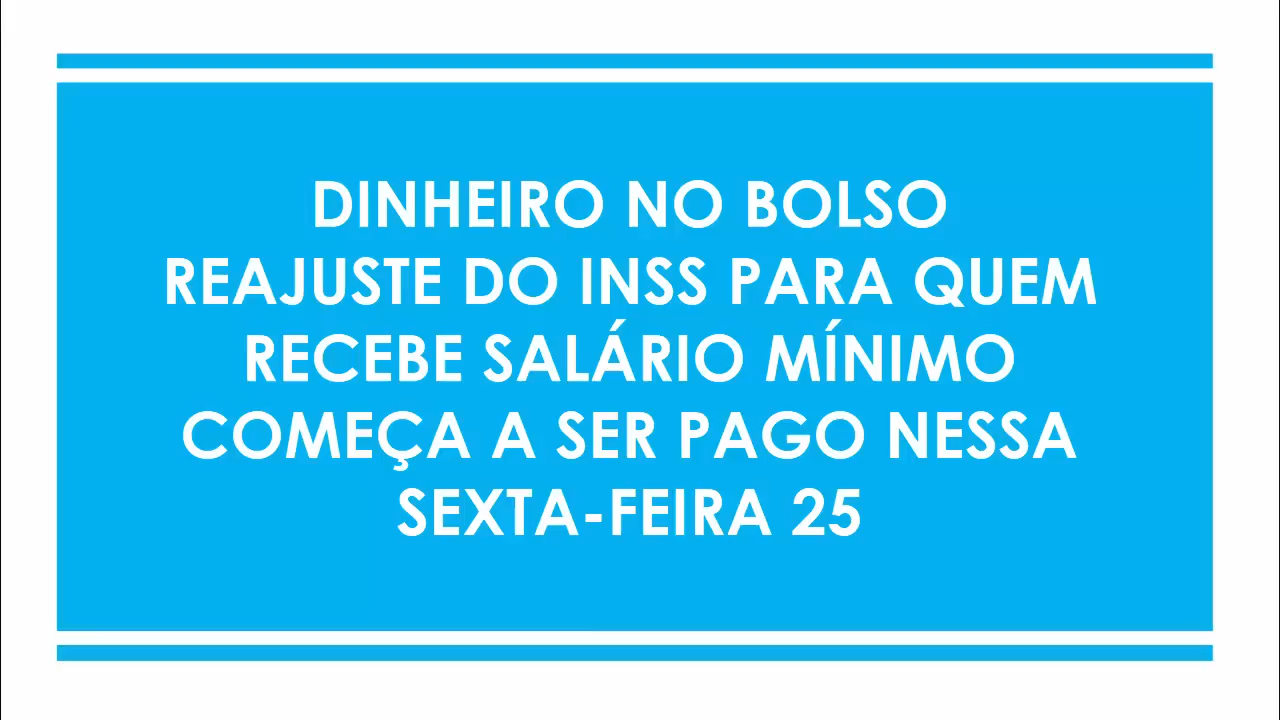 DINHEIRO NO BOLSO
REAJUSTE DO INSS PARA QUEM
RECEBE SALÁRIO MÍNIMO
COMEÇA A SER PAGO NESSA
SEXTA-FEIRA 25